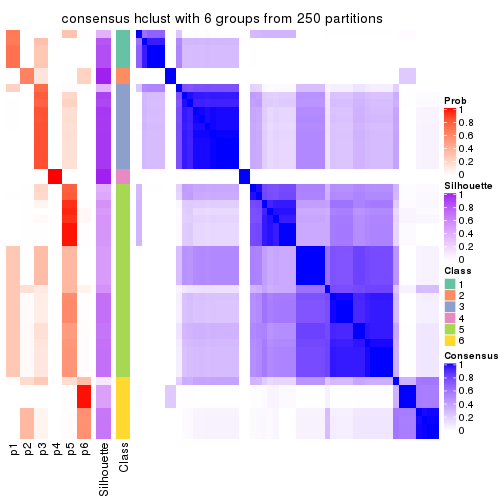 consensus hclust with 6 groups from 250 partitions
Prob
1
0.8
0.6
0.4
0.2
0
Silhouette
1
0.8
0.6
0.4
0.2
0
Class
1
2
3
4
5
6
Consensus
1
0.8
0.6
0.4
0.2
0
p1
p2
p3
p4
p5
p6
Silhouette
Class